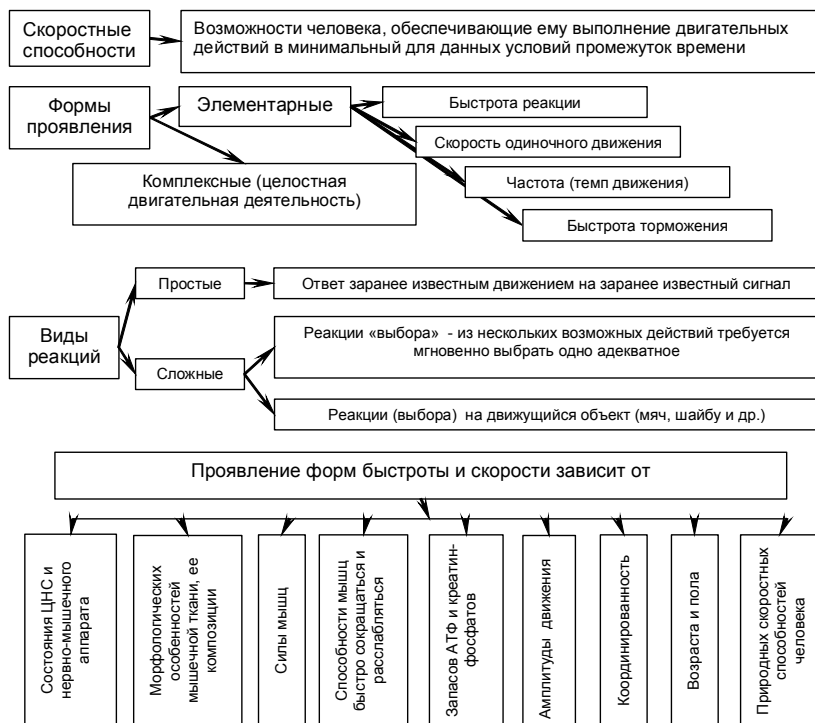 Скоростные
способности
Возможности человека, обеспечивающие ему выполнение двигательных
действий в минимальный для данных условий промежуток времени
Формы
проявления
Элементарные
Быстрота реакции
Скорость одиночного движения
Комплексные (целостная
двигательная деятельность)
Частота (темп движения)
Быстрота торможения
Виды
реакций
Простые
Ответ заранее известным движением на заранее известный сигнал
Сложные
Реакции «выбора» - из нескольких возможных действий требуется
мгновенно выбрать одно адекватное
Реакции (выбора) на движущийся объект (мяч, шайбу и др.)
Проявление форм быстроты и скорости зависит от
Состояния ЦНС и
нервно-мышечного
аппарата
Морфологических
особенностей
мышечной ткани, ее
композиции
Силы мышц
Способности мышц
быстро сокращаться и
расслабляться
Запасов АТФ и креатин-
фосфатов
Амплитуды движения
Координированность
Возраста и пола
Природных скоростных
способностей
человека